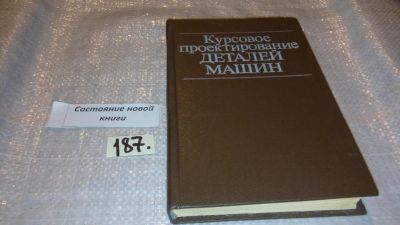 Курсовое
проектирование
ДЕТАЛЕЙ
МАШИН
Состояние новой
книги
187.